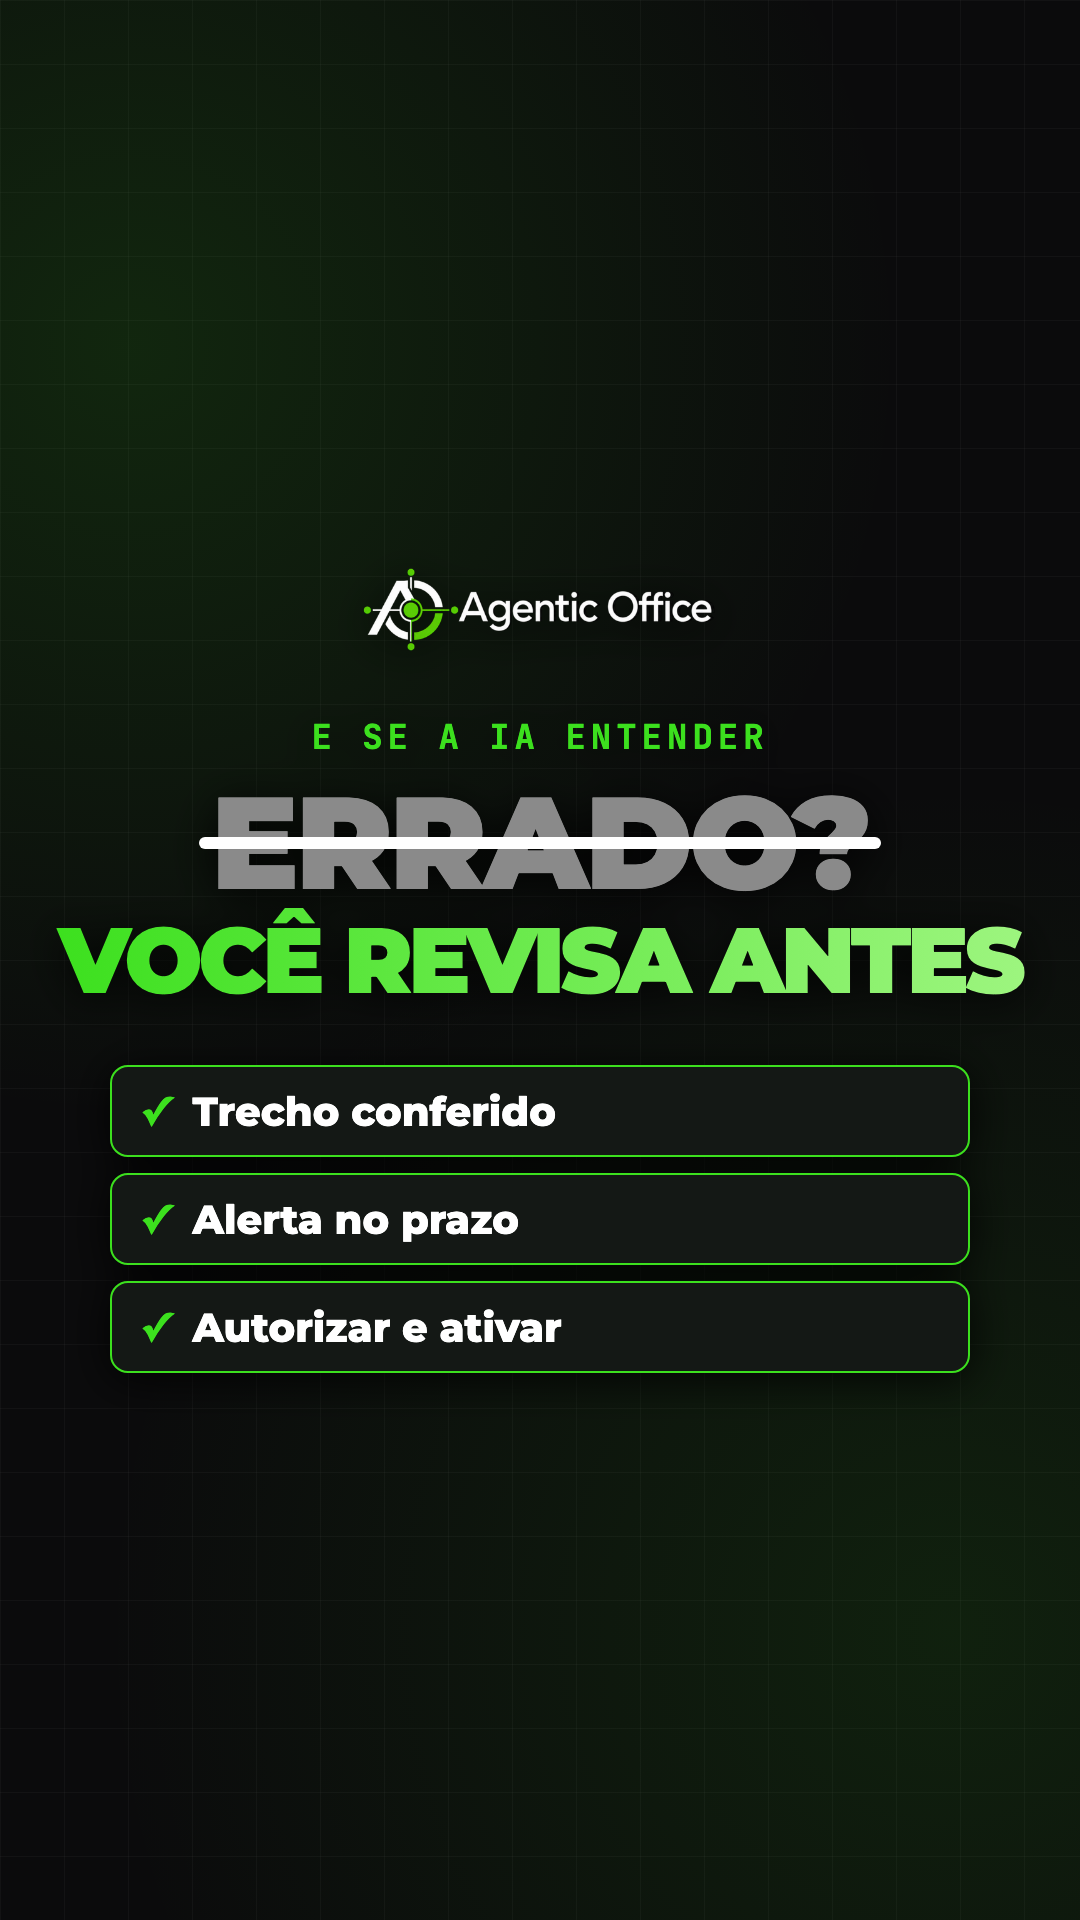 Agentic Office
E SE A IA ENTENDER
ERRADO?
VOCÊ REVISA ANTES
✔ Trecho conferido
✔ Alerta no prazo
✔ Autorizar e ativar